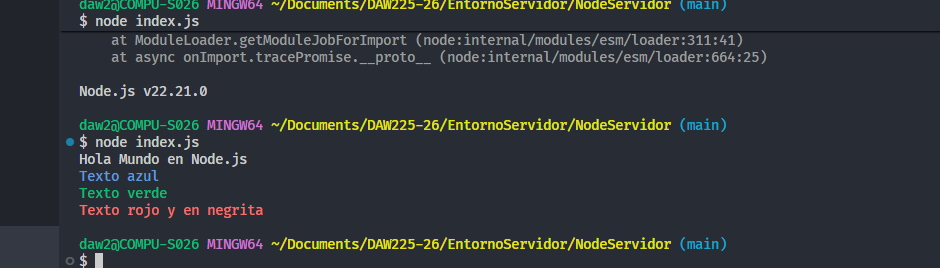 daw2@COMPU-S026 MINGW64 ~/Documents/DAW225-26/EntornoServidor/NodeServidor (main)
$ node index.js
    at ModuleLoader.getModuleJobForImport (node:internal/modules/esm/loader:311:41)
    at async onImport.tracePromise.__proto__ (node:internal/modules/esm/loader:664:25)
Node.js v22.21.0
daw2@COMPU-S026 MINGW64 ~/Documents/DAW225-26/EntornoServidor/NodeServidor (main)
$ node index.js
Hola Mundo en Node.js
Texto azul
Texto verde
Texto rojo y en negrita
daw2@COMPU-S026 MINGW64 ~/Documents/DAW225-26/EntornoServidor/NodeServidor (main)
$